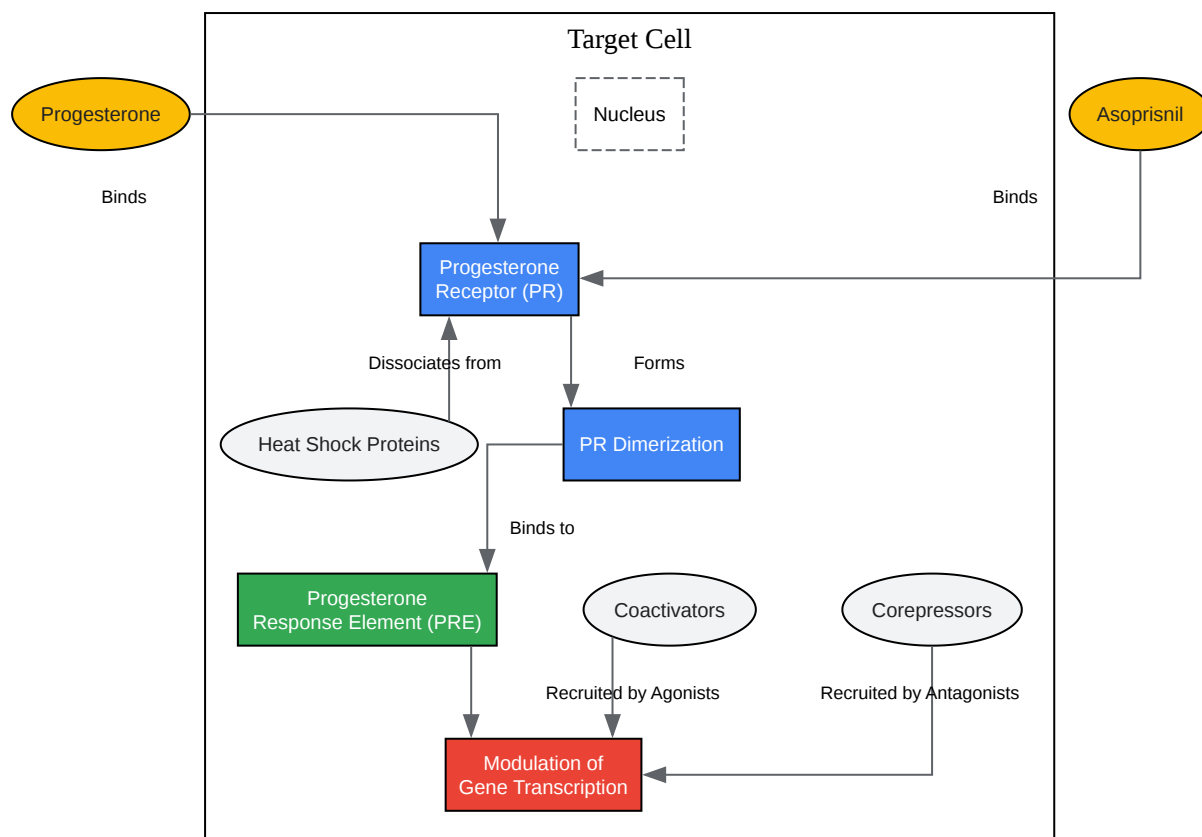 Target Cell
Progesterone
Nucleus
Asoprisnil
Binds
Binds
Progesterone
Receptor (PR)
Dissociates from
Forms
Heat Shock Proteins
PR Dimerization
Binds to
Progesterone
Response Element (PRE)
Coactivators
Corepressors
Recruited by Agonists
Recruited by Antagonists
Modulation of
Gene Transcription